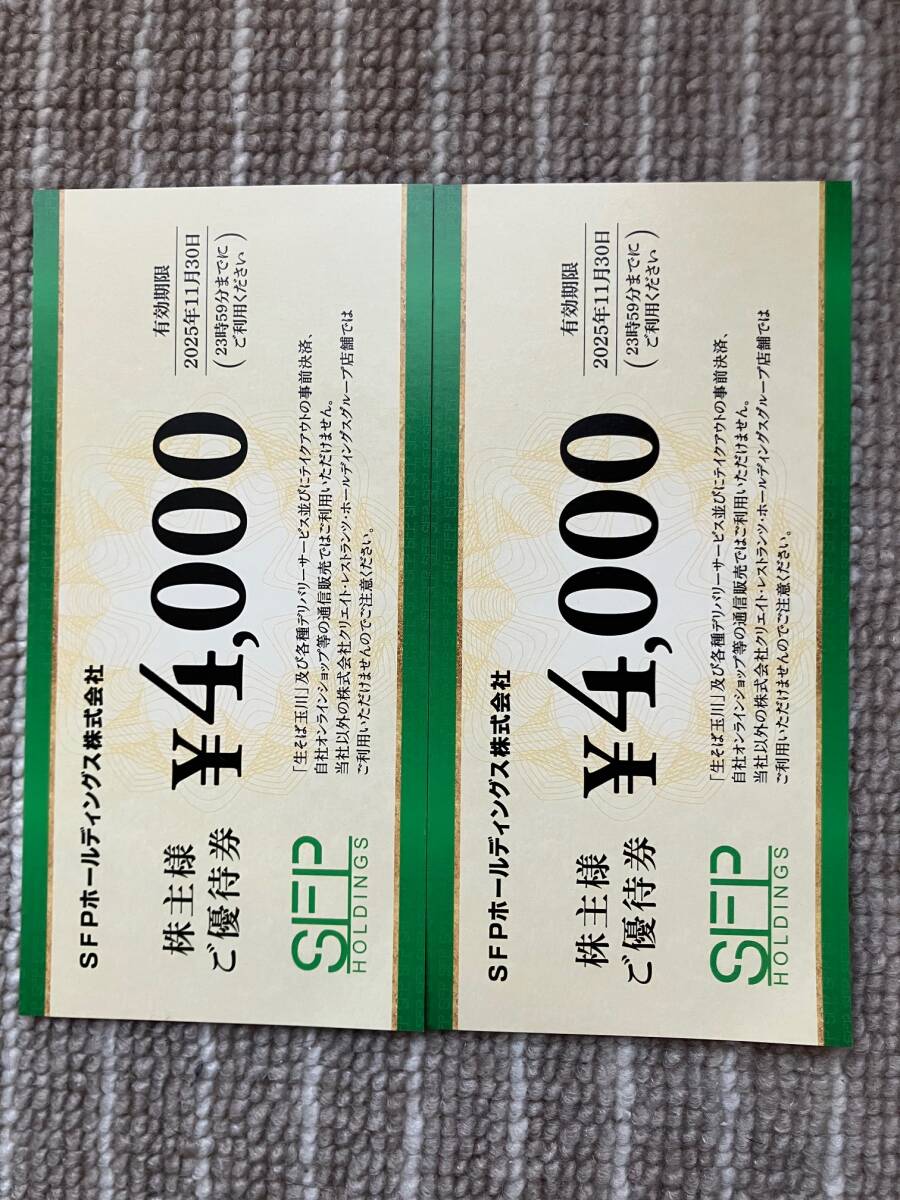 SFPホールディングス株式会社
株主様
ご優待券
¥4,000
有効期限
2025年11月30日
(23時59分までに
ご利用ください)
SFP
HOLDINGS
「生そば玉川」及び各種デリバリーサービス並びにテイクアウトの事前決済、
自社オンラインショップ等の通信販売ではご利用いただけません。
当社以外の株式会社クリエイト・レストランツ・ホールディングスグループ店舗では
ご利用いただけませんのでご注意ください。
SFPホールディングス株式会社
株主様
ご優待券
¥4,000
有効期限
2025年11月30日
(23時59分までに
ご利用ください)
SFP
HOLDINGS
「生そば玉川」及び各種デリバリーサービス並びにテイクアウトの事前決済、
自社オンラインショップ等の通信販売ではご利用いただけません。
当社以外の株式会社クリエイト・レストランツ・ホールディングスグループ店舗では
ご利用いただけませんのでご注意ください。